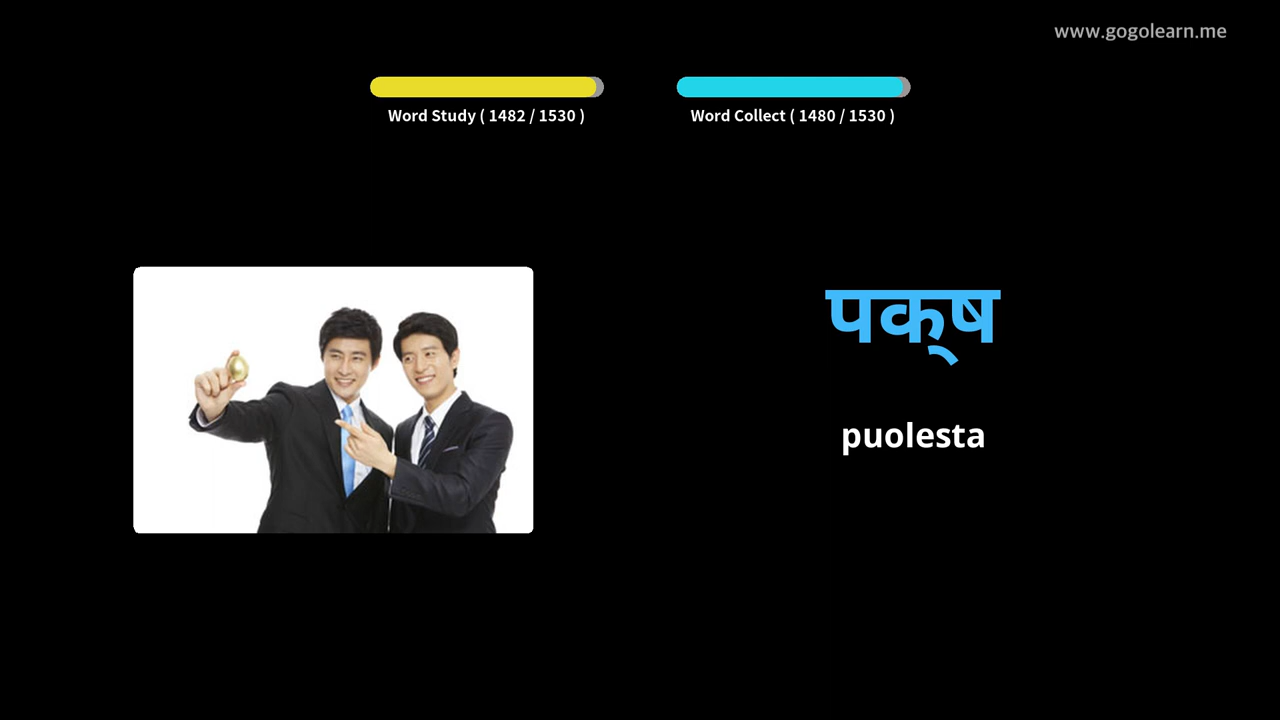 www.gogolearn.me
Word Study ( 1482 / 1530 )
Word Collect ( 1480 / 1530 )
पक्‌ष
puolesta